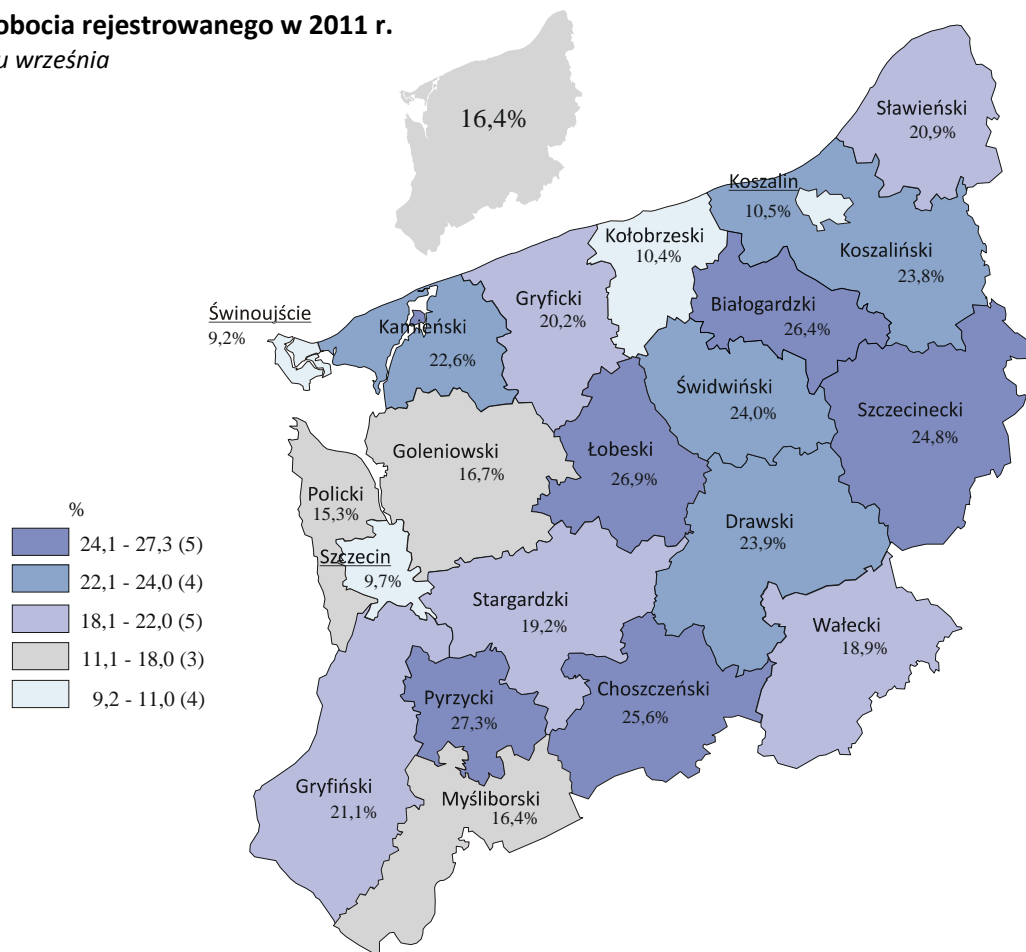 obocia rejestrowanego w 2011 r.
u września
16,4%
Sławieński
20,9%
Koszalin
10,5%
Kołobrzeski
10,4%
Koszaliński
23,8%
Gryficki
20,2%
Białogardzki
26,4%
Świnoujście
9,2%
Kamieński
22,6%
Świdwiński
24,0%
Szczecinecki
24,8%
Goleniowski
16,7%
Łobeski
26,9%
Policki
15,3%
Drawski
23,9%
Szczecin
9,7%
Stargardzki
19,2%
Wałecki
18,9%
Pyrzycki
27,3%
Choszczeński
25,6%
Gryfiński
21,1%
Myśliborski
16,4%
%
24,1 - 27,3 (5)
22,1 - 24,0 (4)
18,1 - 22,0 (5)
11,1 - 18,0 (3)
9,2 - 11,0 (4)